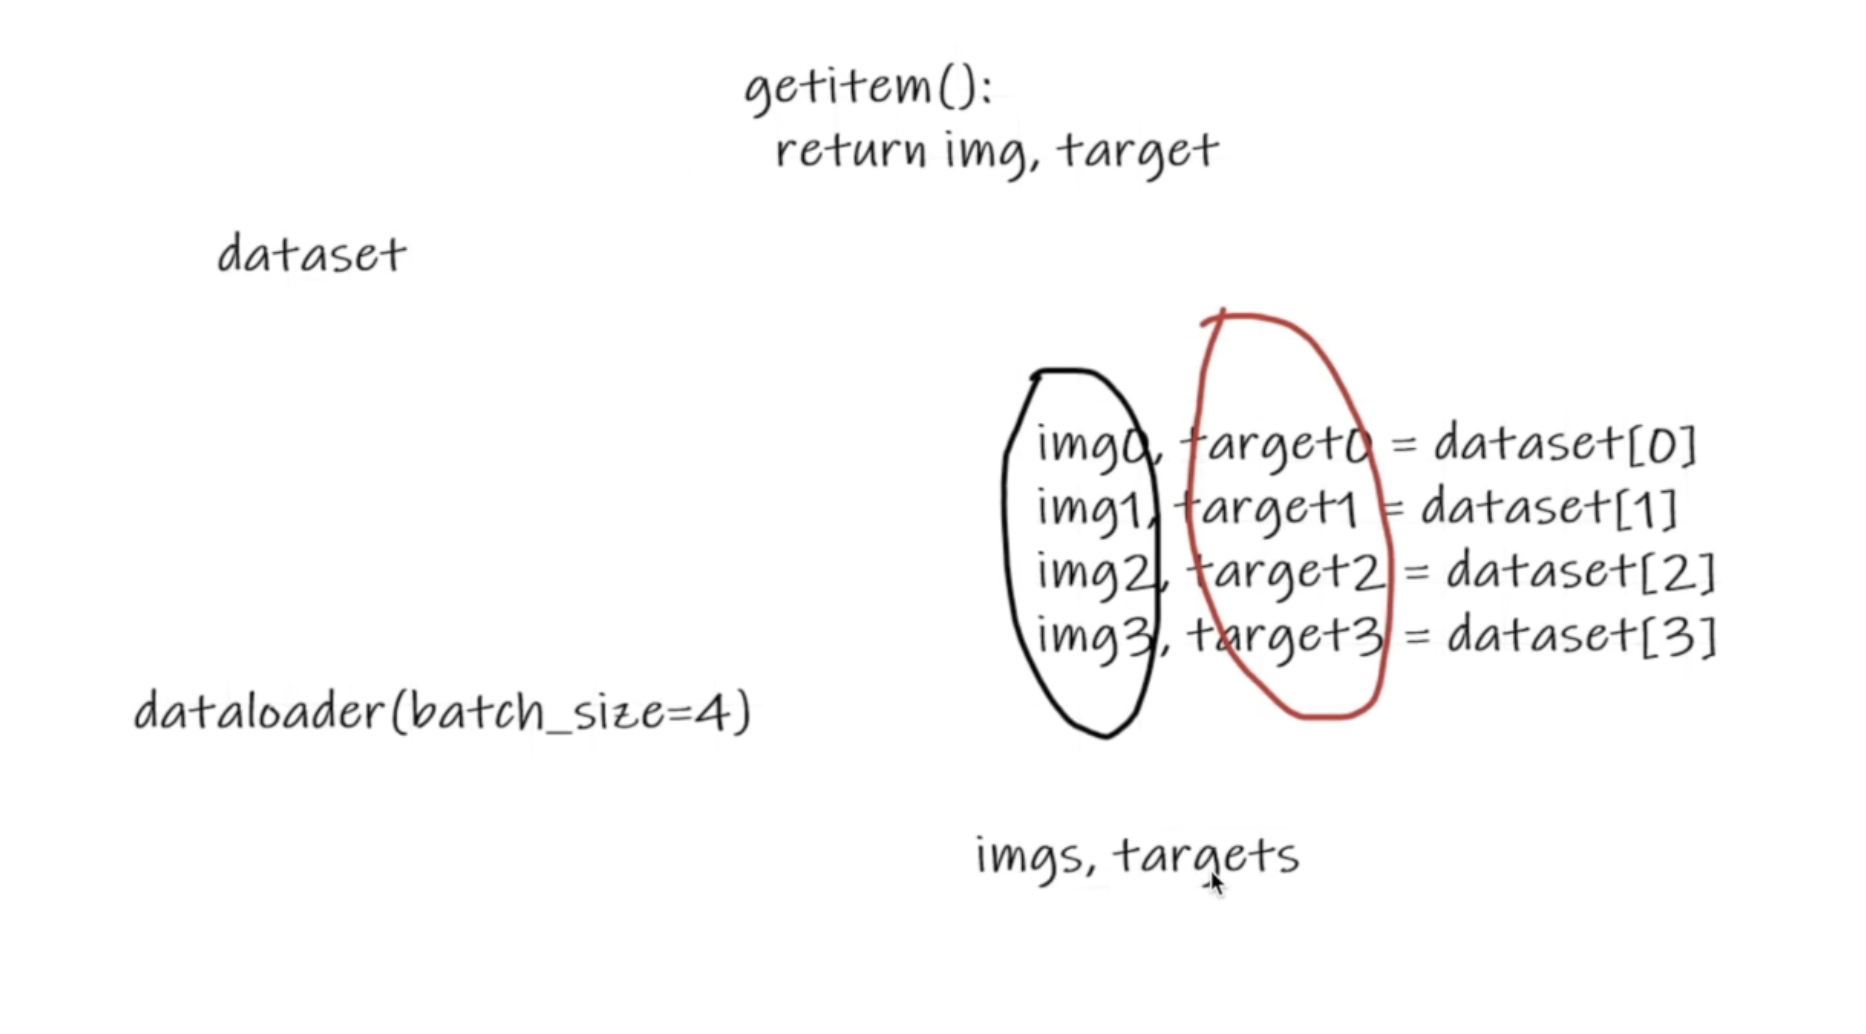 getitem():
return img, target
dataset
img0, target0 = dataset[0]
img1, target1 = dataset[1]
img2, target2 = dataset[2]
img3, target3 = dataset[3]
dataloader(batch_size=4)
imgs, targets